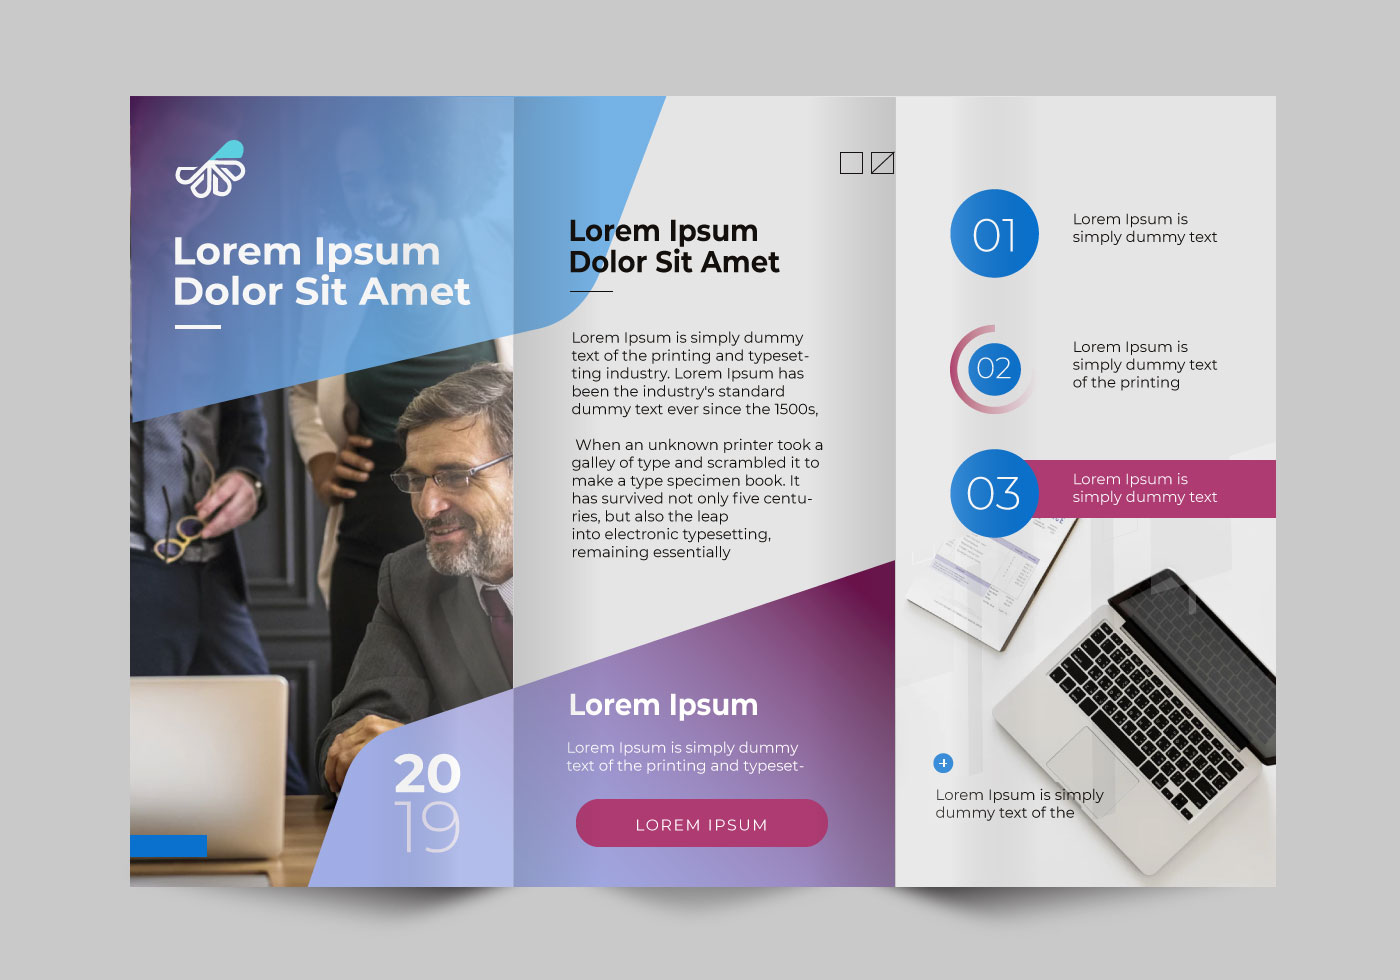 Lorem Ipsum
Dolor Sit Amet
20
19
Lorem Ipsum
Dolor Sit Amet
Lorem Ipsum is simply dummy
text of the printing and typeset-
ting industry. Lorem Ipsum has
been the industry's standard
dummy text ever since the 1500s,
When an unknown printer took a
galley of type and scrambled it to
make a type specimen book. It
has survived not only five centu-
ries, but also the leap
into electronic typesetting,
remaining essentially
Lorem Ipsum
Lorem Ipsum is simply dummy
text of the printing and typeset-
LOREM IPSUM
01
Lorem Ipsum is
simply dummy text
02
Lorem Ipsum is
simply dummy text
of the printing
03
Lorem Ipsum is
simply dummy text
+
Lorem Ipsum is simply
dummy text of the